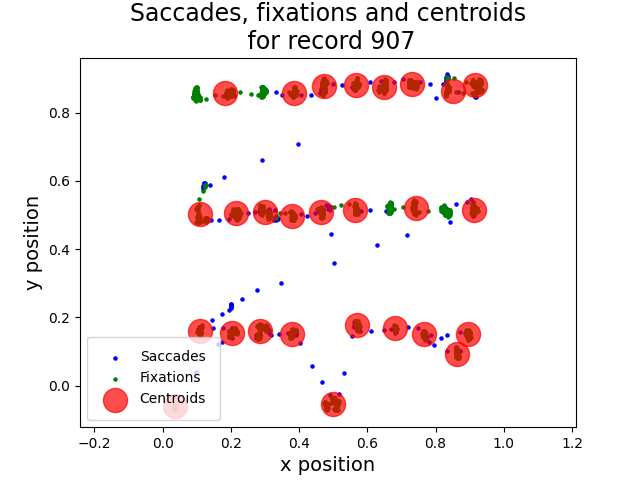 Saccades, fixations and centroids
for record 907
y position
0.8
0.6
0.4
0.2
0.0
Saccades
Fixations
Centroids
−0.2
0.0
0.2
0.4
0.6
0.8
1.0
1.2
x position